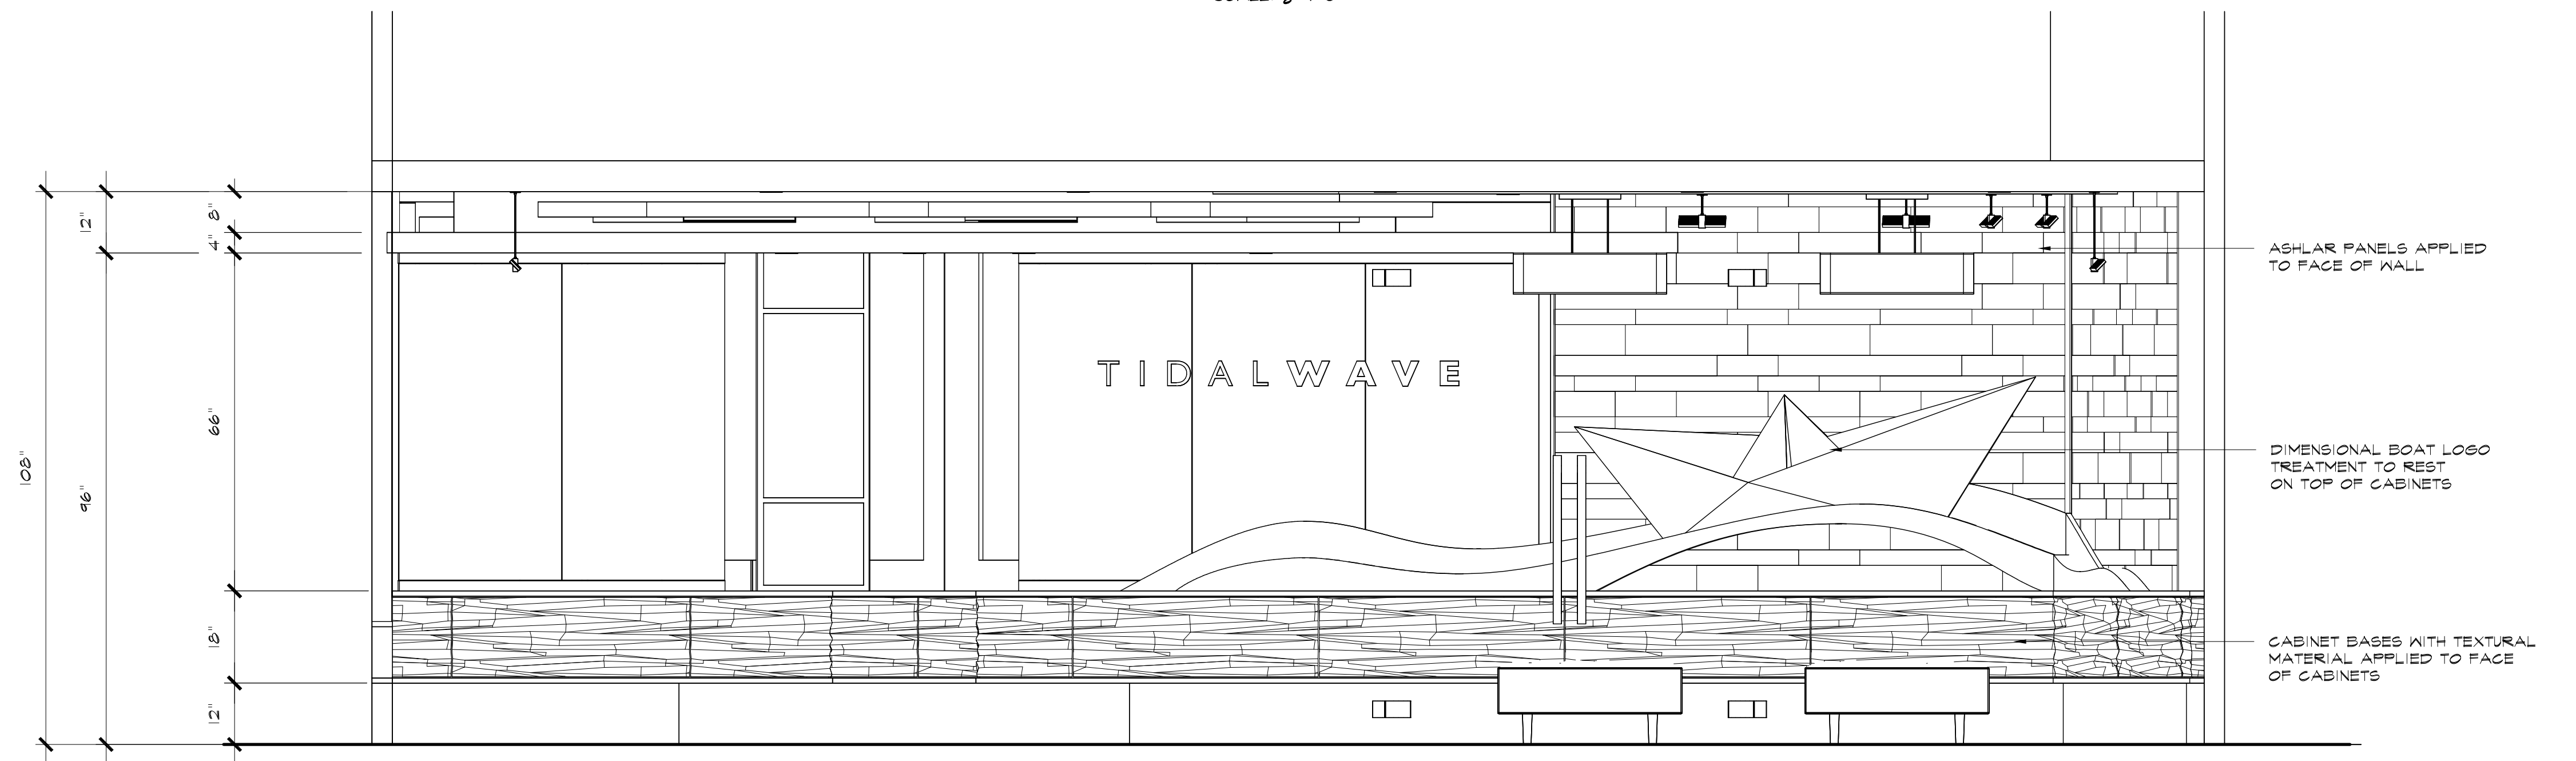 12"
8"
4"
ASHLAR PANELS APPLIED
TO FACE OF WALL
TIDALWAVE
66"
108"
96"
DIMENSIONAL BOAT LOGO
TREATMENT TO REST
ON TOP OF CABINETS
18"
CABINET BASES WITH TEXTURAL
MATERIAL APPLIED TO FACE
OF CABINETS
12"